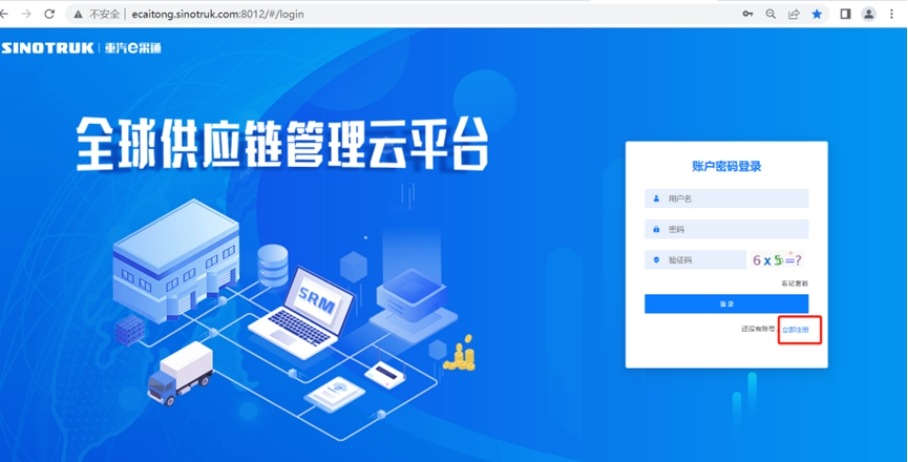 不安全 | ecaitong.sinotruk.com:8012/#/login
SINOTRUK | 重汽e采通
全球供应链管理云平台
SRM
账户密码登录
用户名
密码
验证码
6x5=?
忘记密码
登录
还没有账号,立即注册